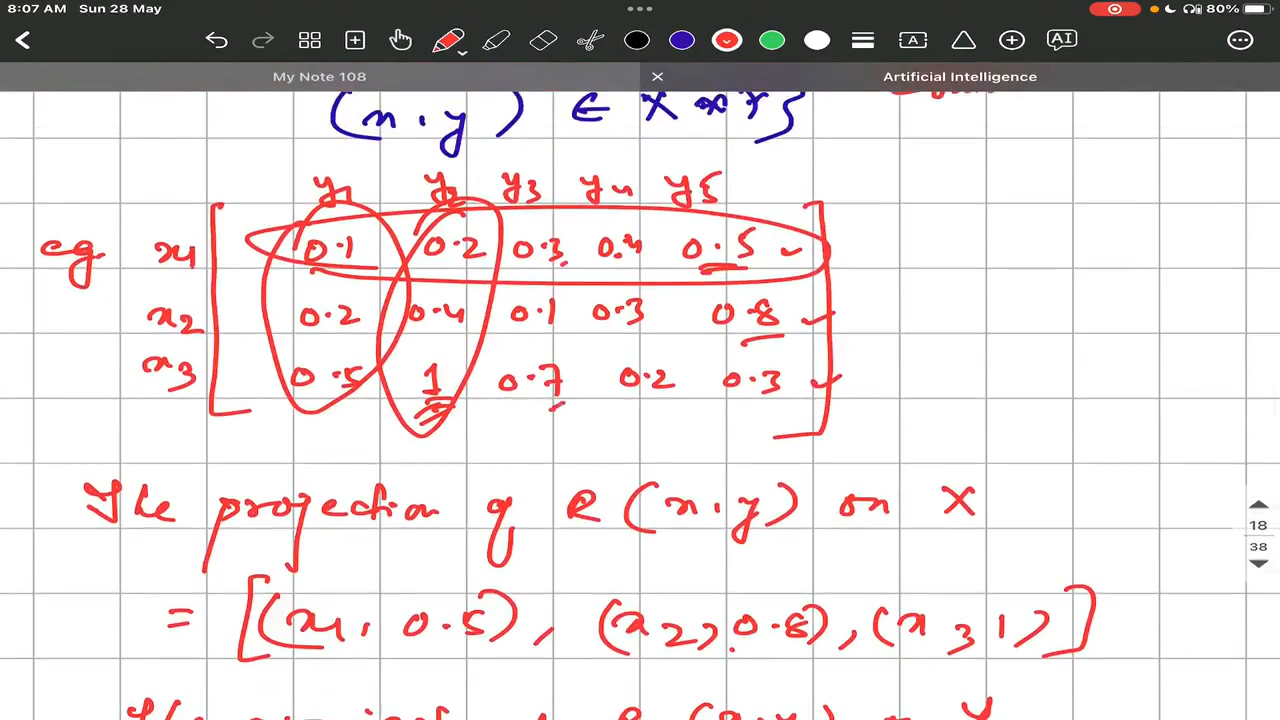 8:07 AM Sun 28 May
80%
My Note 108
Artificial Intelligence
(x, y) ∈ X × Y}
y1 y2 y3 y4 y5
eg. x1 0.1 0.2 0.3 0.4 0.5
x2 0.2 0.4 0.1 0.3 0.8
x3 0.5 1 0.7 0.2 0.3
The projection of R (x, y) on X
= [(x1, 0.5), (x2, 0.8), (x3 1)]
R (x, y) on Y
18
38